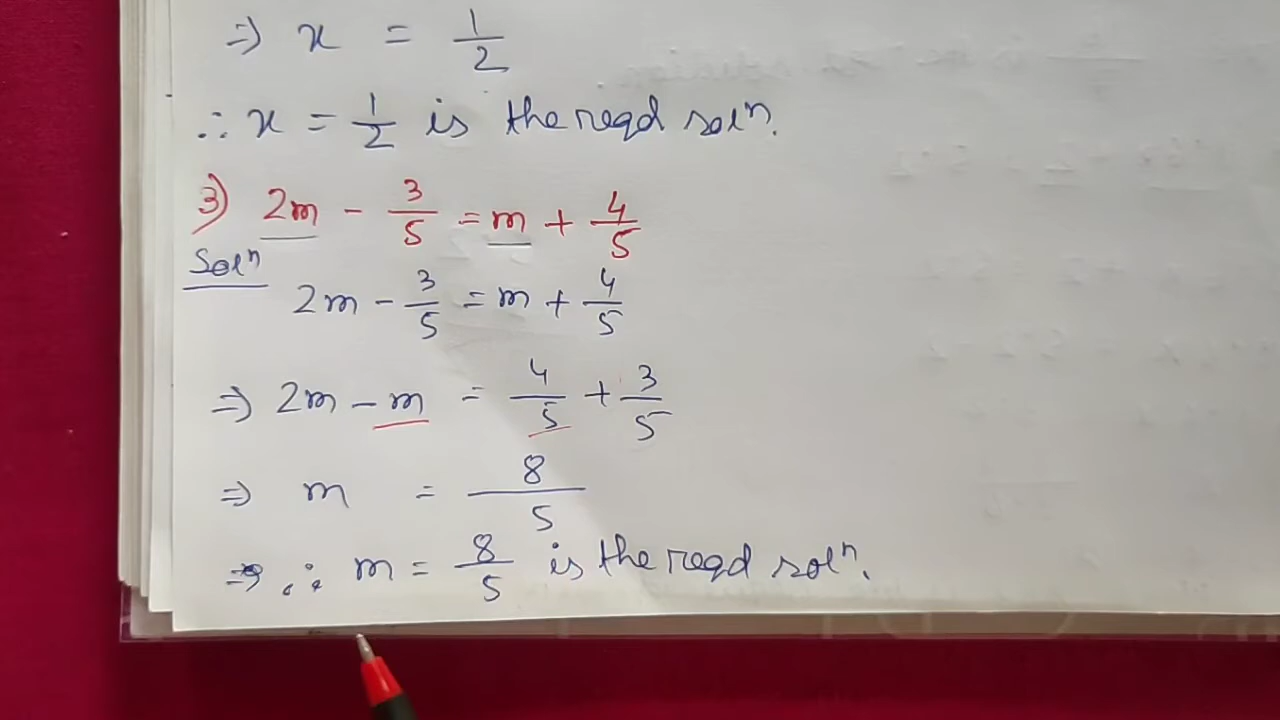 ⇒ x = 1/2
∴ x = 1/2 is the reqd solⁿ.
3) 2m - 3/5 = m + 4/5
Solⁿ
2m - 3/5 = m + 4/5
⇒ 2m - m = 4/5 + 3/5
⇒ m = 8/5
⇒ ∴ m = 8/5 is the reqd solⁿ.